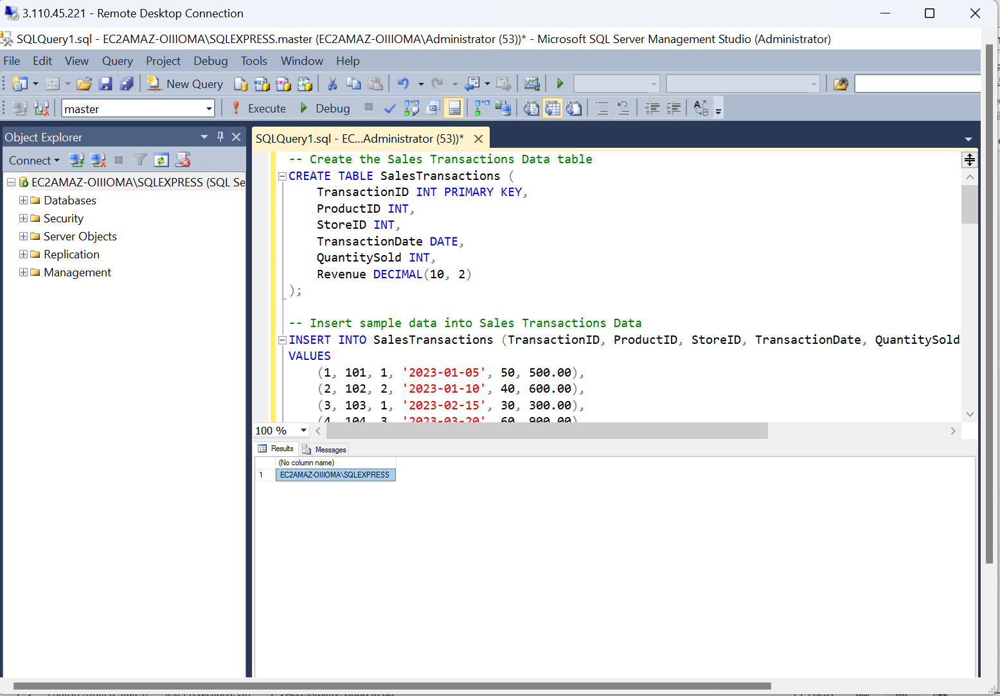 3.110.45.221 - Remote Desktop Connection
SQLQuery1.sql - EC2AMAZ-OIIIOMA\SQLEXPRESS.master (EC2AMAZ-OIIIOMA\Administrator (53))* - Microsoft SQL Server Management Studio (Administrator)
File Edit View Query Project Debug Tools Window Help
New Query
master
Execute Debug
Object Explorer
Connect
EC2AMAZ-OIIIOMA\SQLEXPRESS (SQL Se
Databases
Security
Server Objects
Replication
Management
SQLQuery1.sql - EC...Administrator (53))*
-- Create the Sales Transactions Data table
CREATE TABLE SalesTransactions (
TransactionID INT PRIMARY KEY,
ProductID INT,
StoreID INT,
TransactionDate DATE,
QuantitySold INT,
Revenue DECIMAL(10, 2)
);
-- Insert sample data into Sales Transactions Data
INSERT INTO SalesTransactions (TransactionID, ProductID, StoreID, TransactionDate, QuantitySold
VALUES
(1, 101, 1, '2023-01-05', 50, 500.00),
(2, 102, 2, '2023-01-10', 40, 600.00),
(3, 103, 1, '2023-02-15', 30, 300.00),
(4, 104, 3, '2023-03-20', 60, 900.00)
100 %
Results Messages
(No column name)
1 EC2AMAZ-OIIIOMA\SQLEXPRESS